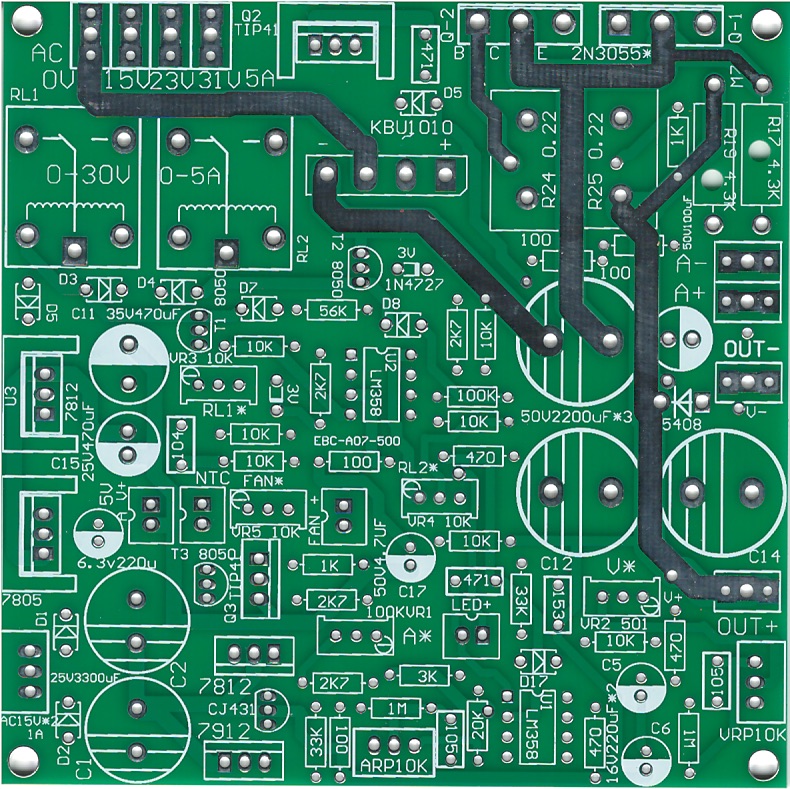 Q2
TIP41
AC
0V 15V 23V 31V 5A
471
Q-2
B C E 2N3055*
Q-1
D5
KBU1010
- ~ +
RL1
0-30V
0-5A
RL2
R24 0.22
R25 0.22
1K
R19 4.3K
R17 4.3K
50V100uF
100
100
A-
A+
OUT-
V-
T2 8050
3V
1N4727
D3
D4
D5
C11 35V470uF
T1 8050
D7
56K
D8
2K7
10K
VR3 10K
10K
RL1*
3V
2K7
U2
LM358
100K
10K
50V2200uF*3
5408
U3
7812
C15
25V470uF
104
10K
10K
EBC-A07-500
100
RL2*
470
NTC
FAN*
5V
A V+
VR5 10K
FAN +
50V4.7UF
VR4 10K
6.3v220u
7805
T3 8050
Q3 TIP41
1K
2K7
C17
10K
471
33K
C12
153
V*
VR2 501
V+
C14
OUT+
100KVR1
A*
LED+
10K
470
D1
C2
25V3300uF
AC15V*2
1A
D2
C1
7812
CJ431
7912
2K7
3K
1M
33K
100
ARP10K
105
20K
D17
U1
LM358
470
C5
16V220uF*2
C6
1M
105
VRP10K